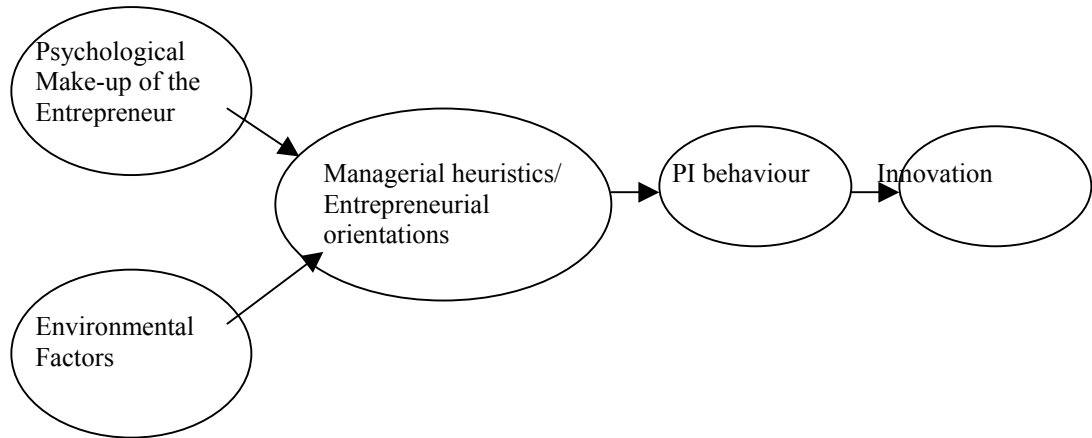 Psychological
Make-up of the
Entrepreneur
Managerial heuristics/
Entrepreneurial
orientations
PI behaviour
Innovation
Environmental
Factors